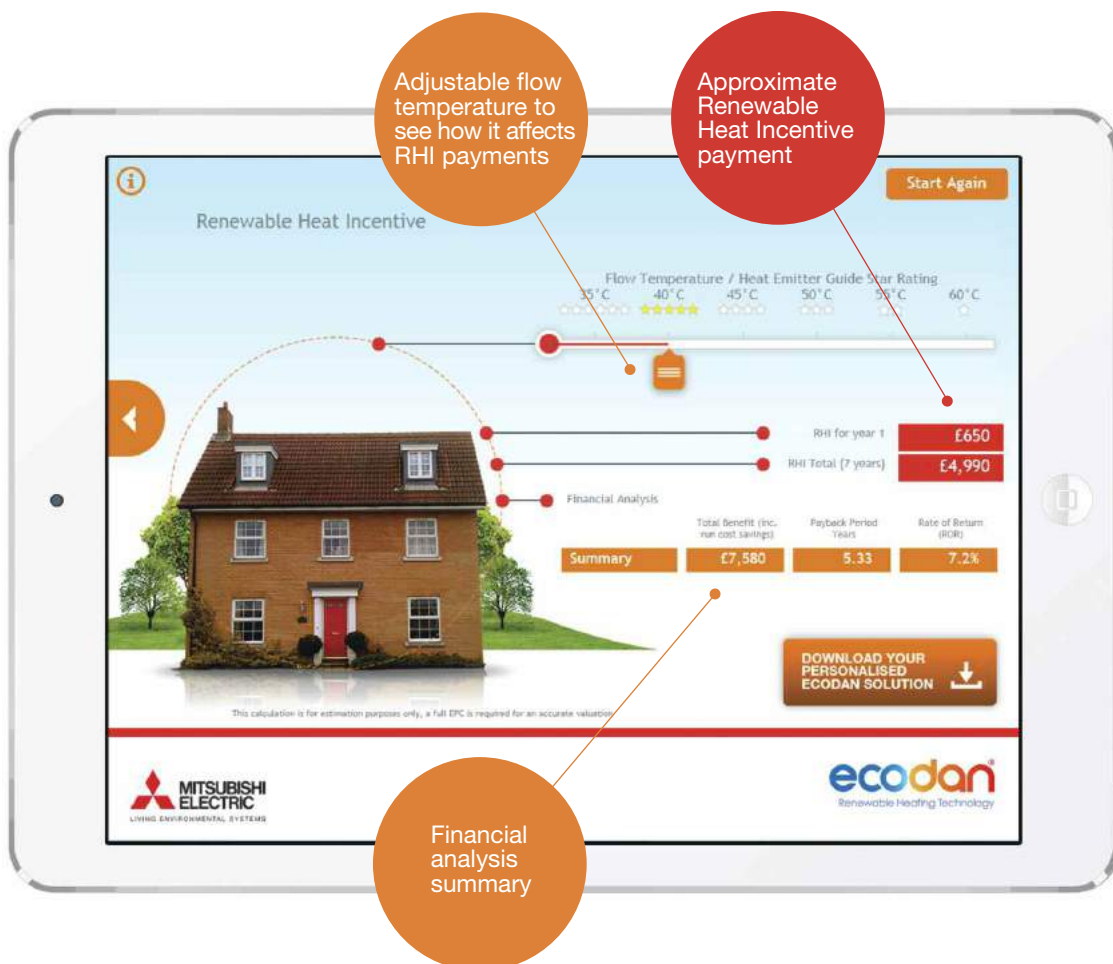 Adjustable flow
temperature to
see how it affects
RHI payments
Approximate
Renewable
Heat Incentive
payment
i
Start Again
Renewable Heat Incentive
Flow Temperature / Heat Emitter Guide Star Rating
35°C 40°C 45°C 50°C 55°C 60°C
RHI for year 1 £650
RHI Total (7 years) £4,990
Financial Analysis
Total Benefit (inc. Payback Period Rate of Return
run cost savings) Years (ROR)
Summary £7,580 5.33 7.2%
DOWNLOAD YOUR
PERSONALISED
ECODAN SOLUTION
This calculation is for estimation purposes only, a full EPC is required for an accurate valuation
MITSUBISHI
ELECTRIC
LIVING ENVIRONMENTAL SYSTEMS
ecodan
Renewable Heating Technology
Financial
analysis
summary